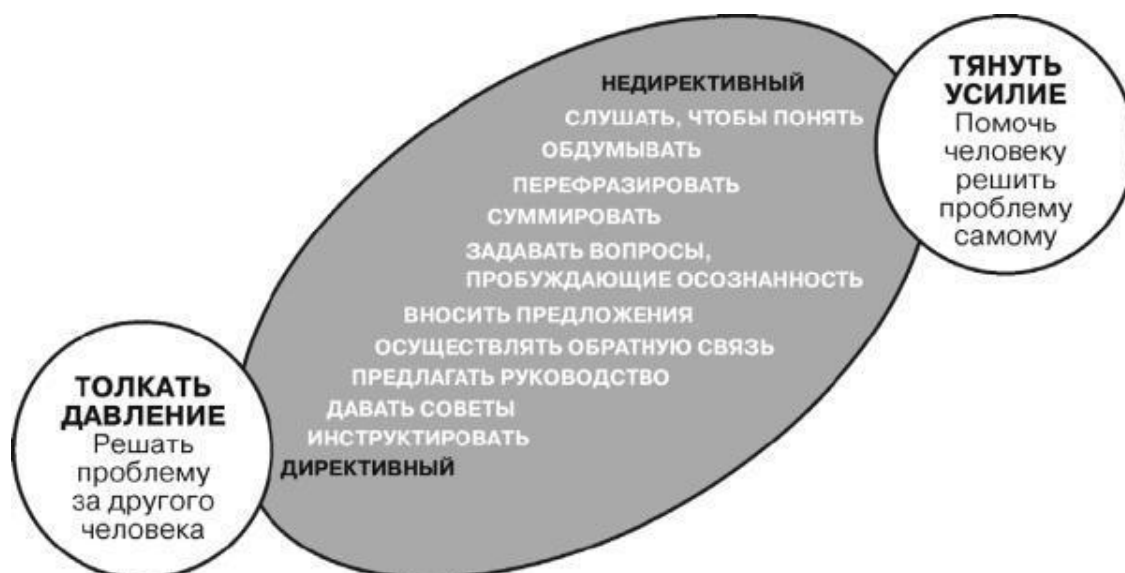 НЕДИРЕКТИВНЫЙ
СЛУШАТЬ, ЧТОБЫ ПОНЯТЬ
ОБДУМЫВАТЬ
ПЕРЕФРАЗИРОВАТЬ
СУММИРОВАТЬ
ЗАДАВАТЬ ВОПРОСЫ,
ПРОБУЖДАЮЩИЕ ОСОЗНАННОСТЬ
ВНОСИТЬ ПРЕДЛОЖЕНИЯ
ОСУЩЕСТВЛЯТЬ ОБРАТНУЮ СВЯЗЬ
ПРЕДЛАГАТЬ РУКОВОДСТВО
ДАВАТЬ СОВЕТЫ
ИНСТРУКТИРОВАТЬ
ДИРЕКТИВНЫЙ
ТЯНУТЬ
УСИЛИЕ
Помочь
человеку
решить
проблему
самому
ТОЛКАТЬ
ДАВЛЕНИЕ
Решать
проблему
за другого
человека